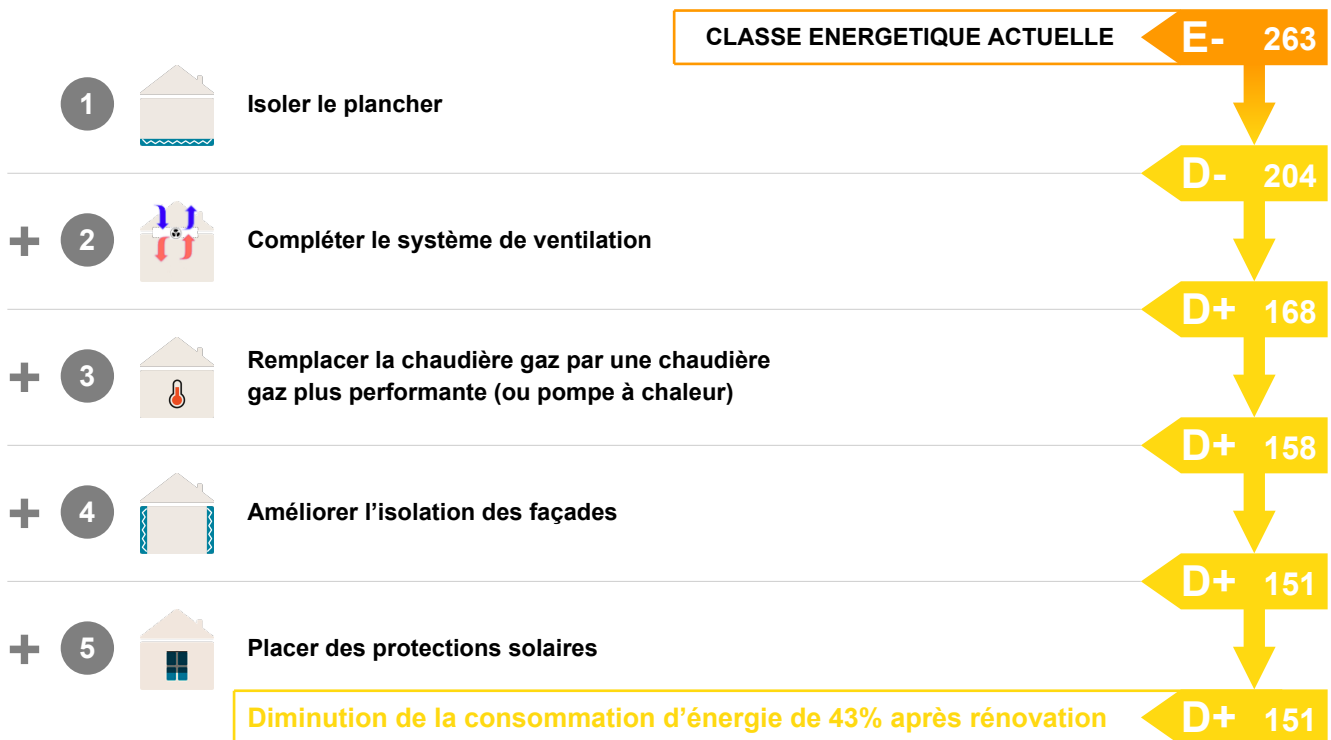 CLASSE ENERGETIQUE ACTUELLE E- 263
1 Isoler le plancher
D- 204
+ 2 Compléter le système de ventilation
D+ 168
+ 3 Remplacer la chaudière gaz par une chaudière
gaz plus performante (ou pompe à chaleur)
D+ 158
+ 4 Améliorer l’isolation des façades
D+ 151
+ 5 Placer des protections solaires
Diminution de la consommation d’énergie de 43% après rénovation D+ 151